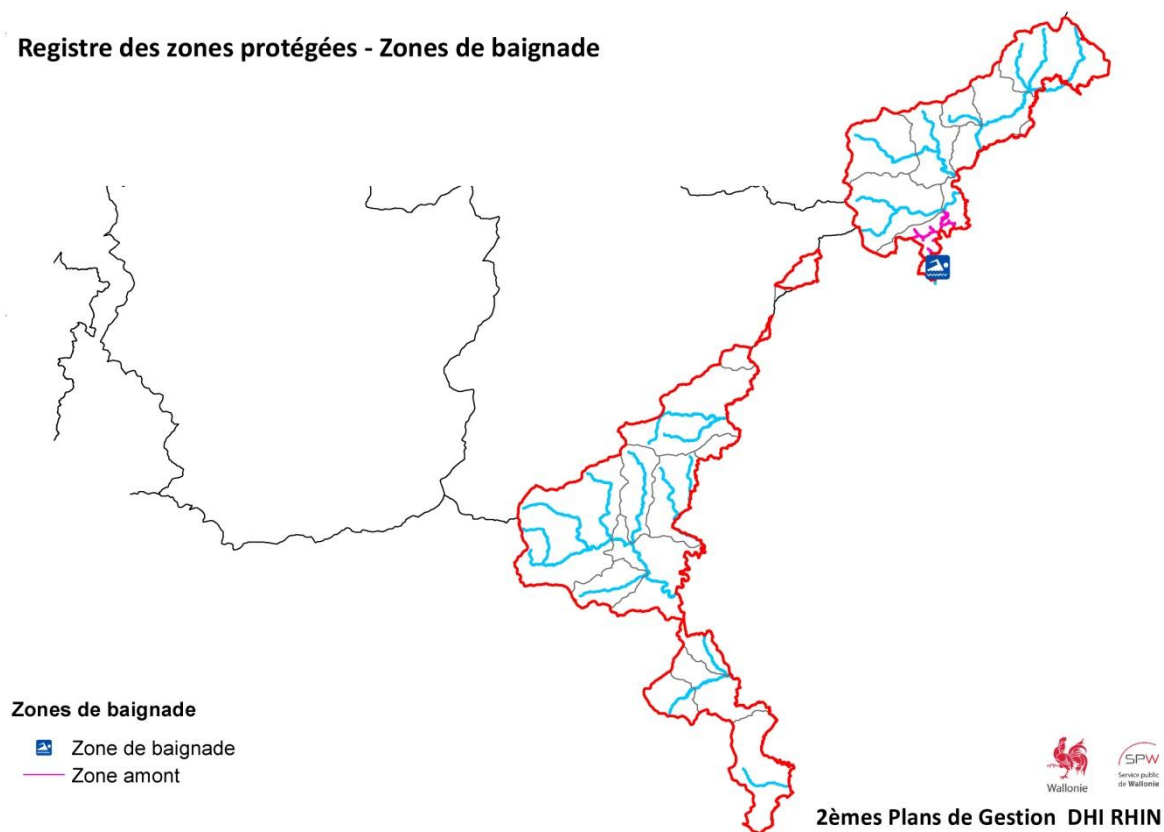 Registre des zones protégées - Zones de baignade
Zones de baignade
Zone de baignade
Zone amont
Wallonie
SPW
Service public
de Wallonie
2èmes Plans de Gestion DHI RHIN